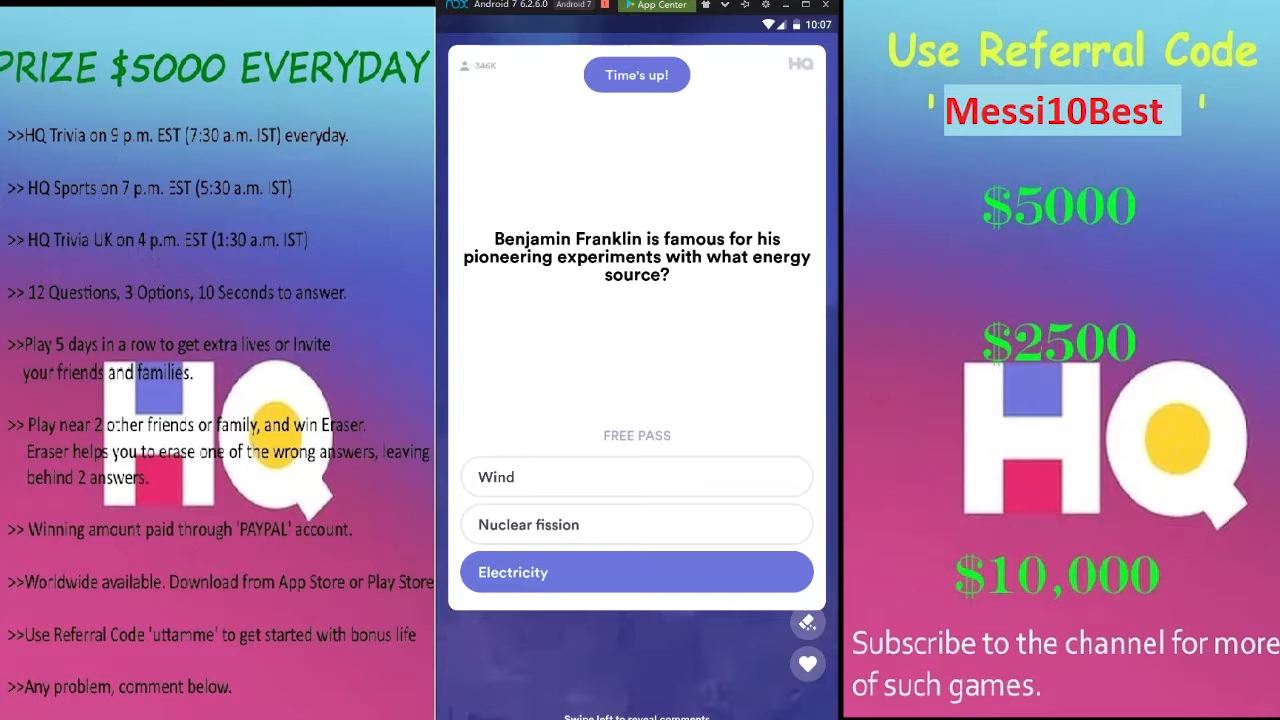 PRIZE $5000 EVERYDAY
>>HQ Trivia on 9 p.m. EST (7:30 a.m. IST) everyday.
>> HQ Sports on 7 p.m. EST (5:30 a.m. IST)
>> HQ Trivia UK on 4 p.m. EST (1:30 a.m. IST)
>> 12 Questions, 3 Options, 10 Seconds to answer.
>>Play 5 days in a row to get extra lives or Invite
your friends and families.
>> Play near 2 other friends or family, and win Eraser.
Eraser helps you to erase one of the wrong answers, leaving
behind 2 answers.
>> Winning amount paid through 'PAYPAL' account.
>>Worldwide available. Download from App Store or Play Store
>>Use Referral Code 'uttamme' to get started with bonus life
>>Any problem, comment below.
HQ
nox Android 7 6.2.6.0 Android 7 App Center
10:07
346K
Time's up!
HQ
Benjamin Franklin is famous for his
pioneering experiments with what energy
source?
FREE PASS
Wind
Nuclear fission
Electricity
Swipe left to reveal comments
Use Referral Code
' Messi10Best '
$5000
$2500
HQ
$10,000
Subscribe to the channel for more
of such games.